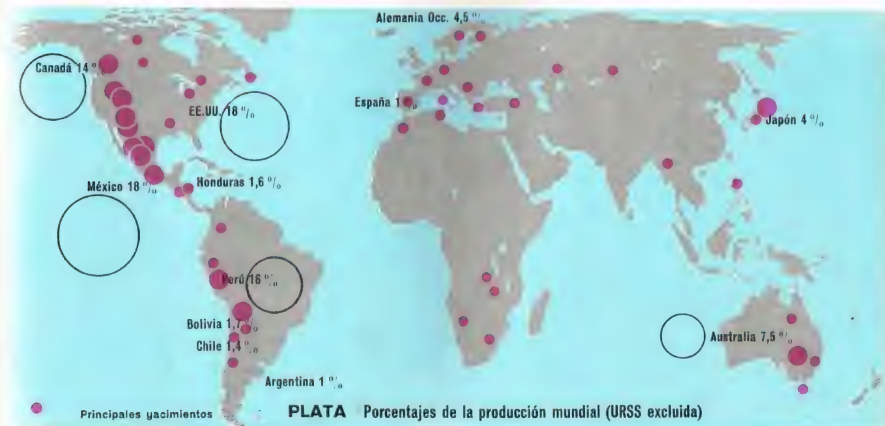 Alemania Occ. 4,5 %
Canadá 14 %
EE.UU. 18 %
España 1 %
Japón 4 %
México 18 %
Honduras 1,6 %
Perú 16 %
Bolivia 1,7 %
Chile 1,4 %
Australia 7,5 %
Argentina 1 %
Principales yacimientos
PLATA Porcentajes de la producción mundial (URSS excluida)